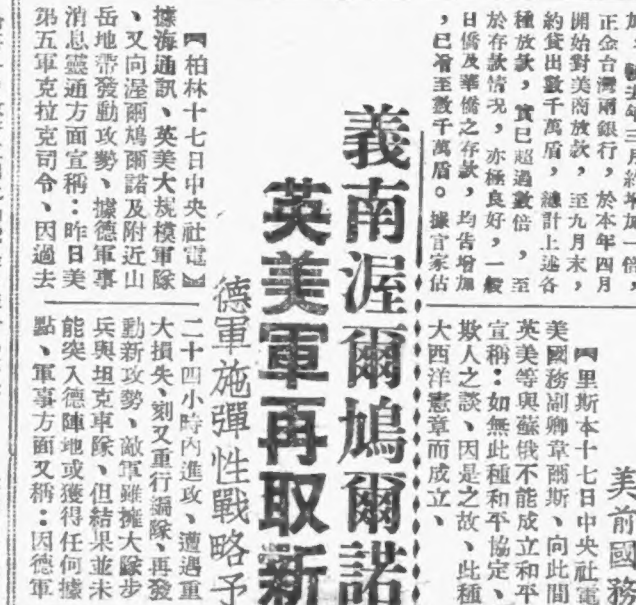 年三月約增加一倍，
正金台灣兩銀行，於本年四月
開始對美商放款，至九月末，
約貸出數千萬盾，總計上述各
種放款，實已超過數倍，至
於存款情況，亦極良好，一般
日僑及華僑之存款，均告增加
，已有至數千萬盾。據官家估
美前國務
【里斯本十七日中央社電
美國務副卿韋爾斯、向此間
英美等與蘇俄不能成立和平
宣稱：如無此種和平協定、
欺人之談、因是之故、此種
大西洋憲章而成立、
義南渥爾鳩爾諾
英美軍再取新
德軍施彈性戰略予
【柏林十七日中央社電】
據海通訊、英美大規模軍隊
、又向渥爾鳩爾諾及附近山
岳地帶發動攻勢、據德軍事
消息靈通方面宣稱：昨日美
第五軍克拉克司令、因過去
二十四小時內進攻、遭遇重
大損失、刻又重行編隊、再發
動新攻勢、敵軍雖擁大隊步
兵與坦克車隊、但結果並未
能突入德陣地或獲得任何據
點、軍事方面又稱：因德軍